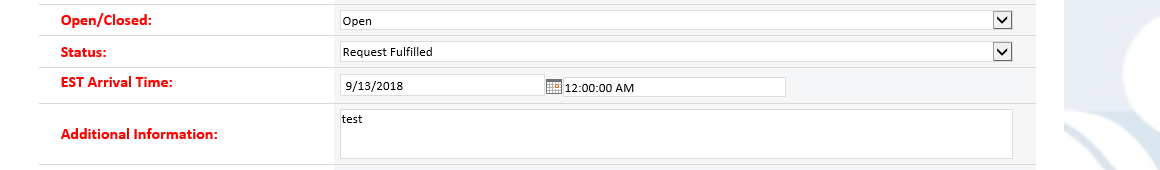 Open/Closed: Open
Status: Request Fulfilled
EST Arrival Time: 9/13/2018 12:00:00 AM
Additional Information: test